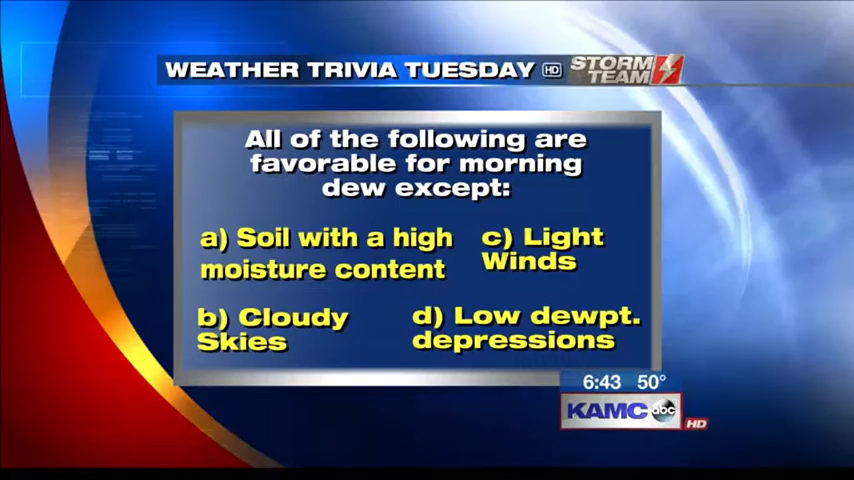 WEATHER TRIVIA TUESDAY HD STORM TEAM
All of the following are
favorable for morning
dew except:
a) Soil with a high
moisture content
c) Light
Winds
b) Cloudy
Skies
d) Low dewpt.
depressions
6:43 50°
KAMC abc
HD